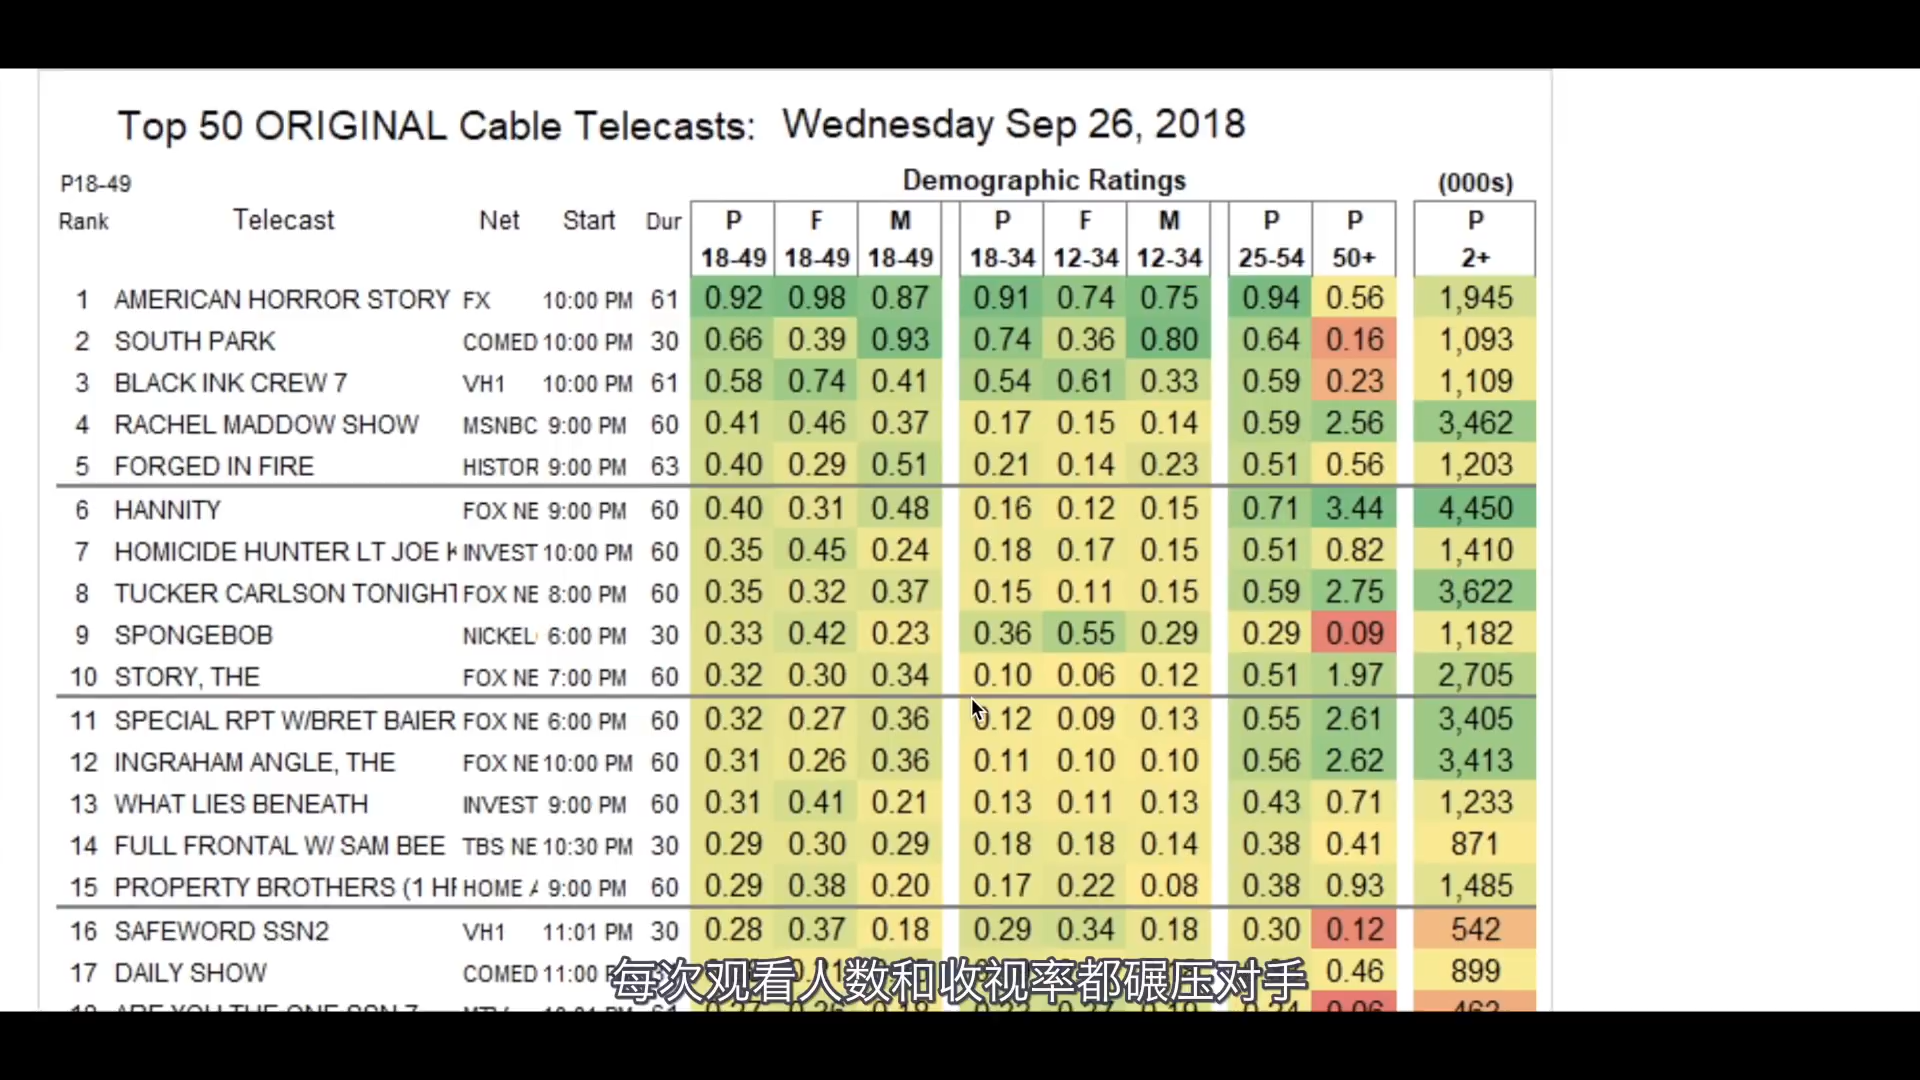 Top 50 ORIGINAL Cable Telecasts: Wednesday Sep 26, 2018
P18-49 Demographic Ratings (000s)
Rank Telecast Net Start Dur P F M P F M P P P
18-49 18-49 18-49 18-34 12-34 12-34 25-54 50+ 2+
1 AMERICAN HORROR STORY FX 10:00 PM 61 0.92 0.98 0.87 0.91 0.74 0.75 0.94 0.56 1,945
2 SOUTH PARK COMED 10:00 PM 30 0.66 0.39 0.93 0.74 0.36 0.80 0.64 0.16 1,093
3 BLACK INK CREW 7 VH1 10:00 PM 61 0.58 0.74 0.41 0.54 0.61 0.33 0.59 0.23 1,109
4 RACHEL MADDOW SHOW MSNBC 9:00 PM 60 0.41 0.46 0.37 0.17 0.15 0.14 0.59 2.56 3,462
5 FORGED IN FIRE HISTOR 9:00 PM 63 0.40 0.29 0.51 0.21 0.14 0.23 0.51 0.56 1,203
6 HANNITY FOX NE 9:00 PM 60 0.40 0.31 0.48 0.16 0.12 0.15 0.71 3.44 4,450
7 HOMICIDE HUNTER LT JOE K INVEST 10:00 PM 60 0.35 0.45 0.24 0.18 0.17 0.15 0.51 0.82 1,410
8 TUCKER CARLSON TONIGHT FOX NE 8:00 PM 60 0.35 0.32 0.37 0.15 0.11 0.15 0.59 2.75 3,622
9 SPONGEBOB NICKEL 6:00 PM 30 0.33 0.42 0.23 0.36 0.55 0.29 0.29 0.09 1,182
10 STORY, THE FOX NE 7:00 PM 60 0.32 0.30 0.34 0.10 0.06 0.12 0.51 1.97 2,705
11 SPECIAL RPT W/BRET BAIER FOX NE 6:00 PM 60 0.32 0.27 0.36 0.12 0.09 0.13 0.55 2.61 3,405
12 INGRAHAM ANGLE, THE FOX NE 10:00 PM 60 0.31 0.26 0.36 0.11 0.10 0.10 0.56 2.62 3,413
13 WHAT LIES BENEATH INVEST 9:00 PM 60 0.31 0.41 0.21 0.13 0.11 0.13 0.43 0.71 1,233
14 FULL FRONTAL W/ SAM BEE TBS NE 10:30 PM 30 0.29 0.30 0.29 0.18 0.18 0.14 0.38 0.41 871
15 PROPERTY BROTHERS (1 HR HOME A 9:00 PM 60 0.29 0.38 0.20 0.17 0.22 0.08 0.38 0.93 1,485
16 SAFEWORD SSN2 VH1 11:01 PM 30 0.28 0.37 0.18 0.29 0.34 0.18 0.30 0.12 542
17 DAILY SHOW COMED 11:00 0.46 899
每次观看人数和收视率都碾压对手